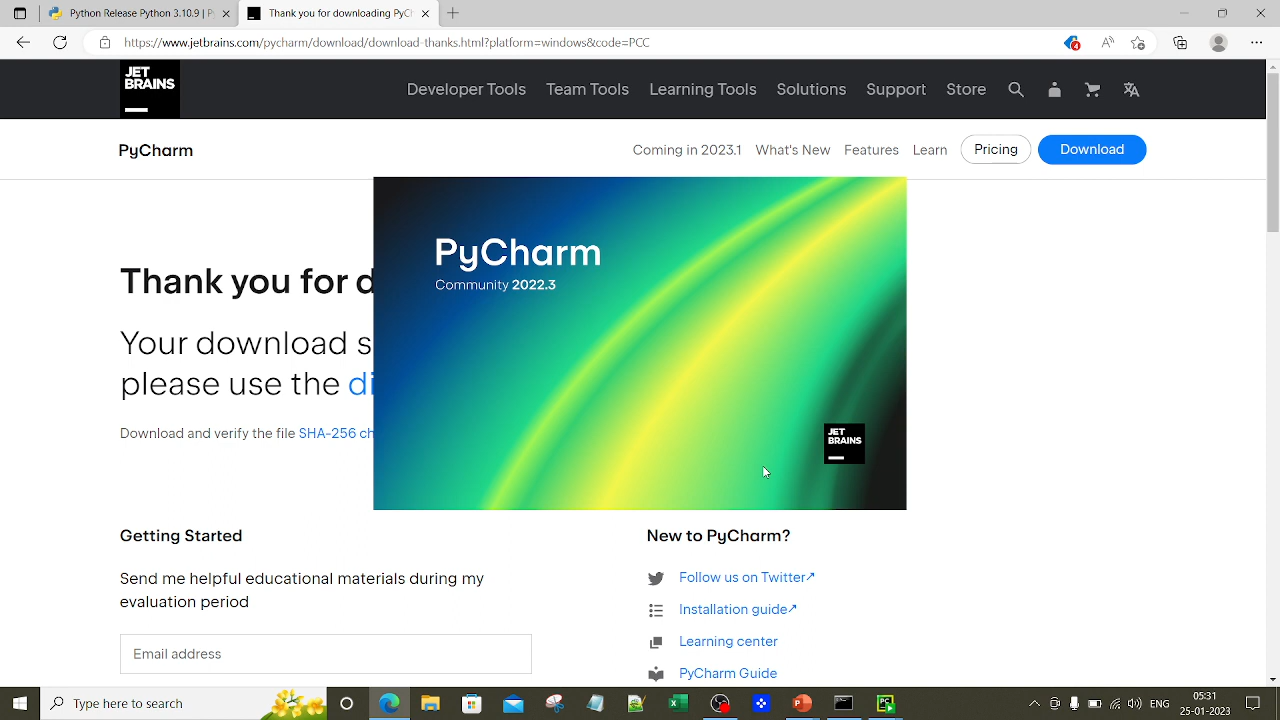 Python Release Python 3.10.9 | Py
Thank you for downloading PyCh
https://www.jetbrains.com/pycharm/download/download-thanks.html?platform=windows&code=PCC
4
JET
BRAINS
Developer Tools
Team Tools
Learning Tools
Solutions
Support
Store
PyCharm
Coming in 2023.1
What's New
Features
Learn
Pricing
Download
PyCharm
Community 2022.3
JET
BRAINS
Thank you for d
Your download s
please use the di
Download and verify the file SHA-256 ch
Getting Started
Send me helpful educational materials during my
evaluation period
Email address
New to PyCharm?
Follow us on Twitter↗
Installation guide↗
Learning center
PyCharm Guide
Type here to search
PC
ENG
05:31
25-01-2023